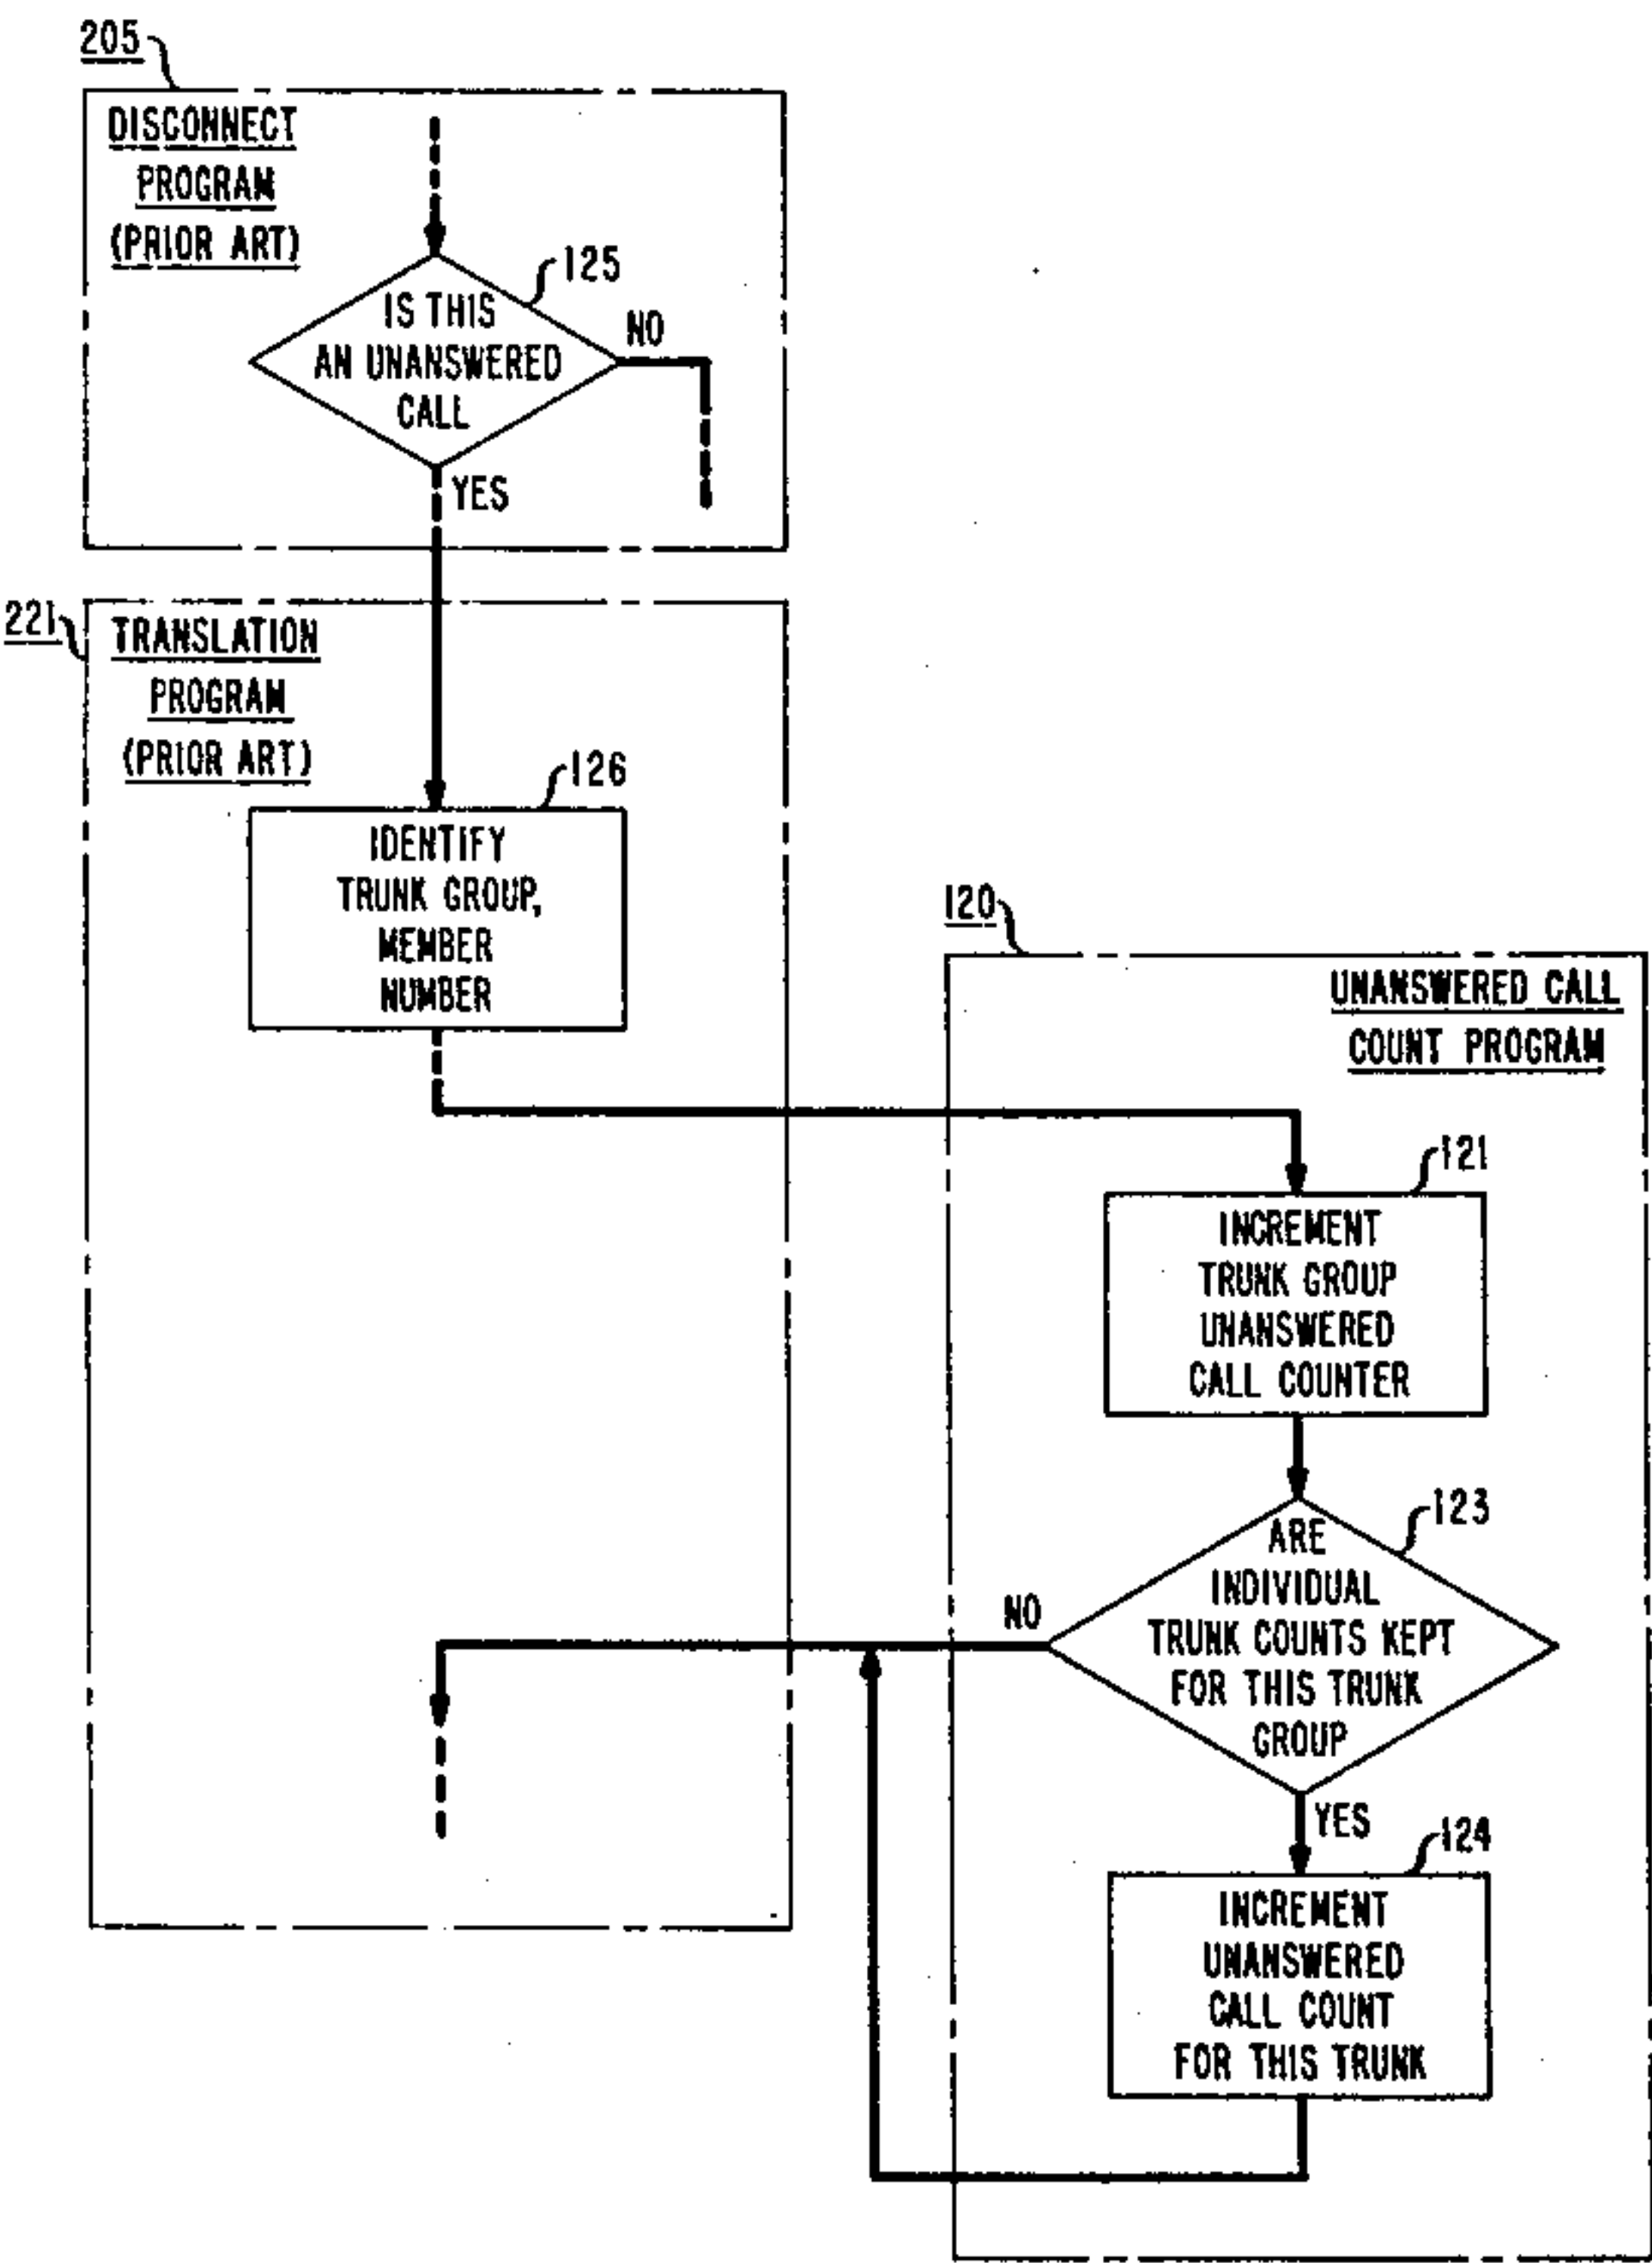 205
DISCONNECT
PROGRAM
(PRIOR ART)
125
IS THIS
AN UNANSWERED
CALL
NO
YES
221
TRANSLATION
PROGRAM
(PRIOR ART)
126
IDENTIFY
TRUNK GROUP,
MEMBER
NUMBER
120
UNANSWERED CALL
COUNT PROGRAM
121
INCREMENT
TRUNK GROUP
UNANSWERED
CALL COUNTER
123
ARE
INDIVIDUAL
TRUNK COUNTS KEPT
FOR THIS TRUNK
GROUP
NO
YES
124
INCREMENT
UNANSWERED
CALL COUNT
FOR THIS TRUNK